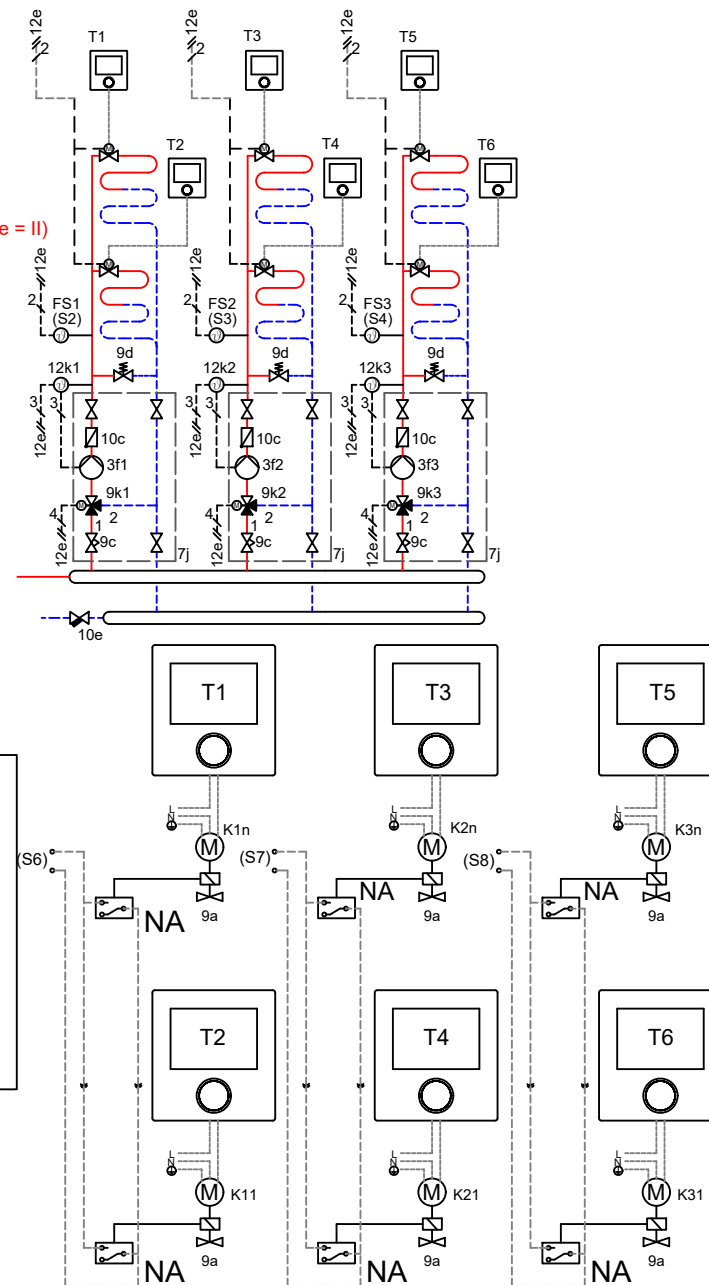 12e 12e 12e
2 2 2
T1 T3 T5
M M M
T2 T4 T6
e = II)
M M M
12e 12e 12e
2 2 2
FS1 FS2 FS3
(S2) (S3) (S4)
9d 9d 9d
12k1 12k2 12k3
3 3 3 3 3 3
12e 12e 12e
10c 10c 10c
3f1 3f2 3f3
9k1 9k2 9k3
M M M
4 4 4
1 2 1 2 1 2
12e 12e 12e
9c 9c 9c
7j 7j 7j
10e
T1 T3 T5
L L L
N N N
K1n K2n K3n
M M M
(S6) (S7) (S8)
NA NA NA
9a 9a 9a
T2 T4 T6
L L L
N N N
M K11 M K21 M K31
9a 9a 9a
NA NA NA